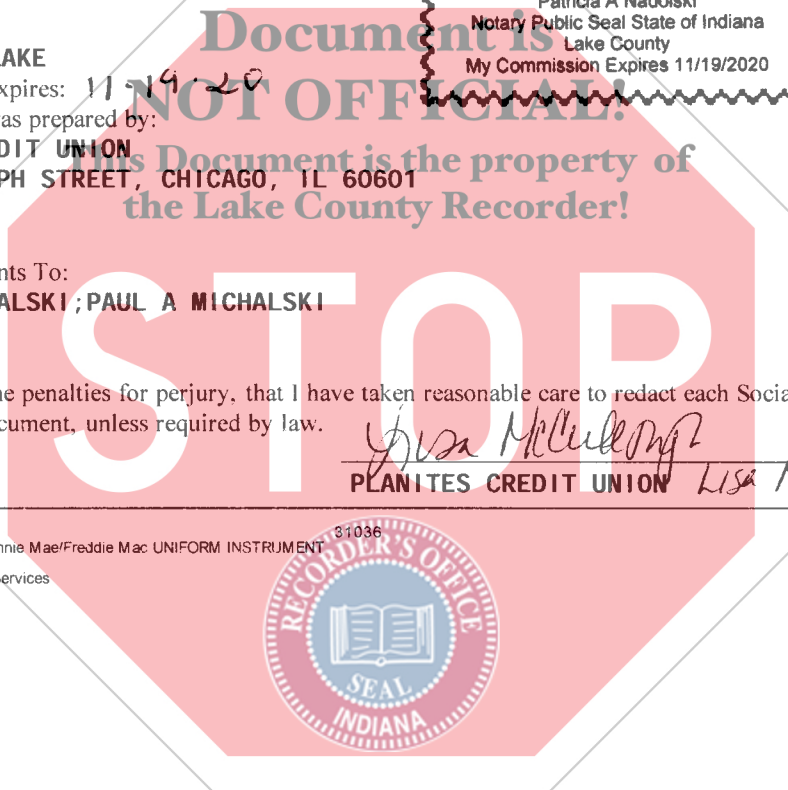 Patricia A Nadolski
Notary Public Seal State of Indiana
Lake County
My Commission Expires 11/19/2020
Document is
NOT OFFICIAL!
This Document is the property of
the Lake County Recorder!
LAKE
xpires: 11-19-20
as prepared by:
DIT UNION
PH STREET, CHICAGO, IL 60601
nts To:
ALSKI;PAUL A MICHALSKI
STOP
ne penalties for perjury, that I have taken reasonable care to redact each Socia
cument, unless required by law.
Lisa McCullough
PLANITES CREDIT UNION Lisa
31036
nnie Mae/Freddie Mac UNIFORM INSTRUMENT
ervices
RECORDER'S OFFICE
SEAL
INDIANA